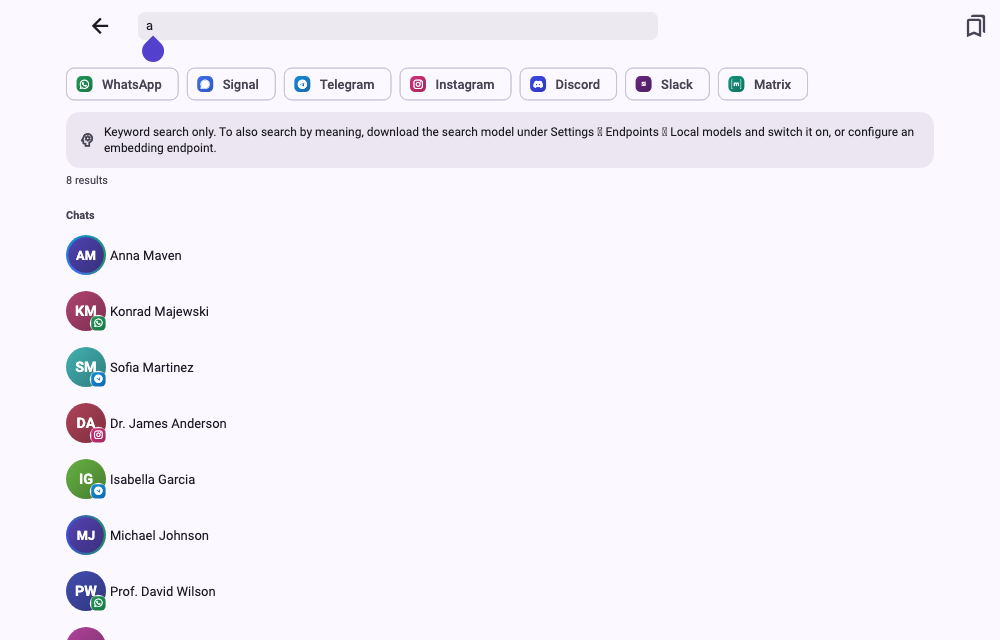 a
WhatsApp
Signal
Telegram
Instagram
Discord
Slack
Matrix
Keyword search only. To also search by meaning, download the search model under Settings Endpoints Local models and switch it on, or configure an
embedding endpoint.
8 results
Chats
AM Anna Maven
KM Konrad Majewski
SM Sofia Martinez
DA Dr. James Anderson
IG Isabella Garcia
MJ Michael Johnson
PW Prof. David Wilson